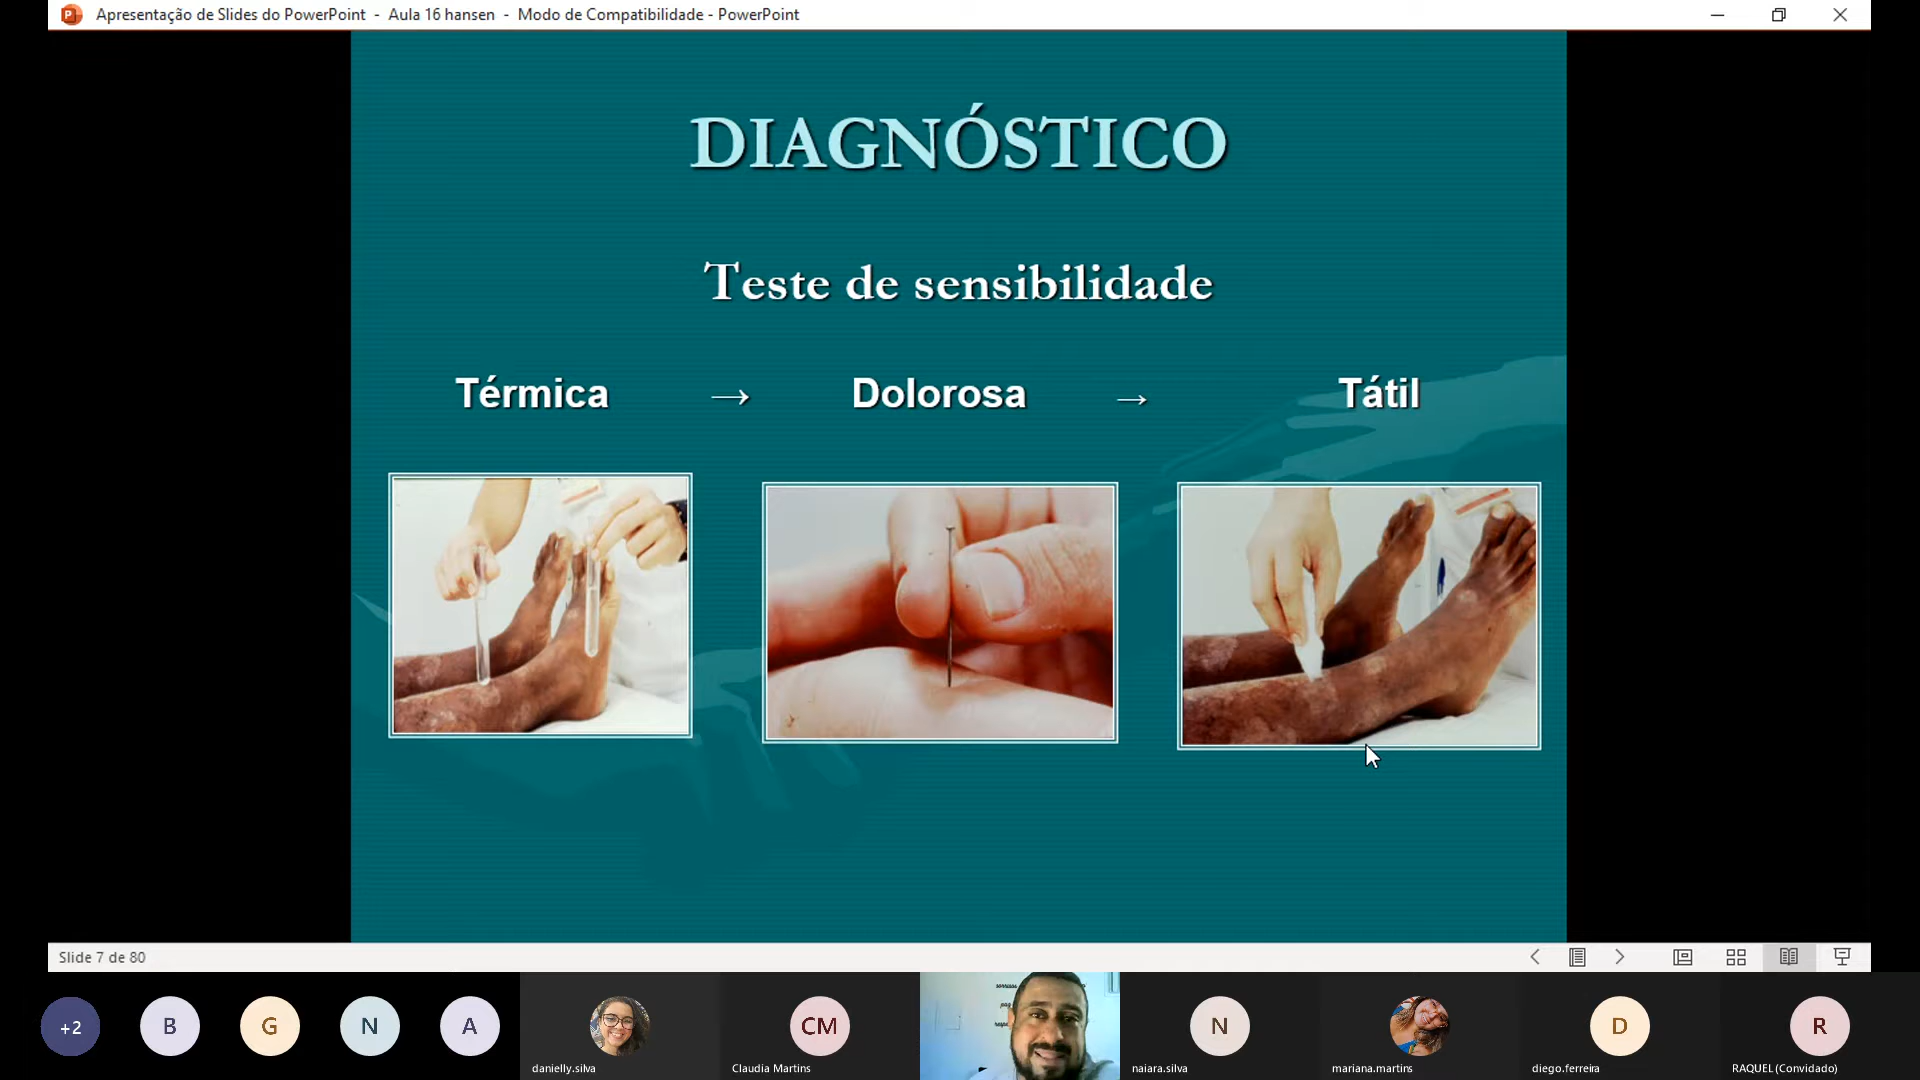 Apresentação de Slides do PowerPoint - Aula 16 hansen - Modo de Compatibilidade - PowerPoint
DIAGNÓSTICO
Teste de sensibilidade
Térmica → Dolorosa → Tátil
Slide 7 de 80
+2 B G N A CM N D R
danielly.silva Claudia Martins naiara.silva mariana.martins diego.ferreira RAQUEL (Convidado)